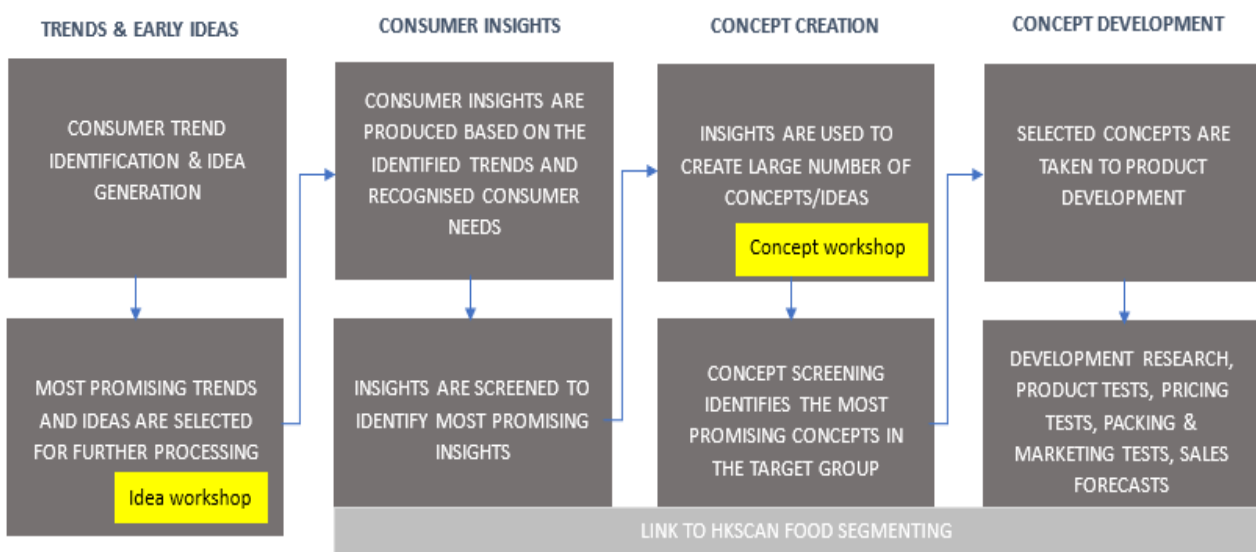 TRENDS & EARLY IDEAS
CONSUMER TREND
IDENTIFICATION & IDEA
GENERATION
MOST PROMISING TRENDS
AND IDEAS ARE SELECTED
FOR FURTHER PROCESSING
Idea workshop
CONSUMER INSIGHTS
CONSUMER INSIGHTS ARE
PRODUCED BASED ON THE
IDENTIFIED TRENDS AND
RECOGNISED CONSUMER
NEEDS
INSIGHTS ARE SCREENED TO
IDENTIFY MOST PROMISING
INSIGHTS
CONCEPT CREATION
INSIGHTS ARE USED TO
CREATE LARGE NUMBER OF
CONCEPTS/IDEAS
Concept workshop
CONCEPT SCREENING
IDENTIFIES THE MOST
PROMISING CONCEPTS IN
THE TARGET GROUP
CONCEPT DEVELOPMENT
SELECTED CONCEPTS ARE
TAKEN TO PRODUCT
DEVELOPMENT
DEVELOPMENT RESEARCH,
PRODUCT TESTS, PRICING
TESTS, PACKING &
MARKETING TESTS, SALES
FORECASTS
LINK TO HKSCAN FOOD SEGMENTING